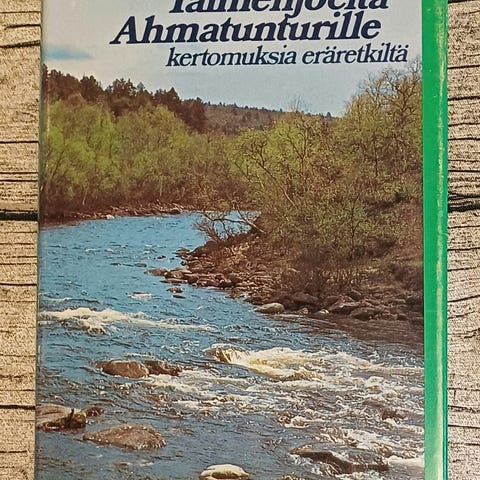 Taimenjoelta
Ahmatunturille
kertomuksia eräretkiltä